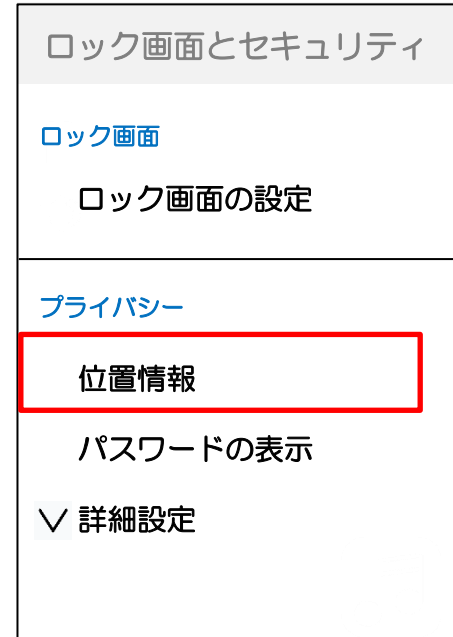 ロック画面とセキュリティ
ロック画面
ロック画面の設定
プライバシー
位置情報
パスワードの表示
詳細設定